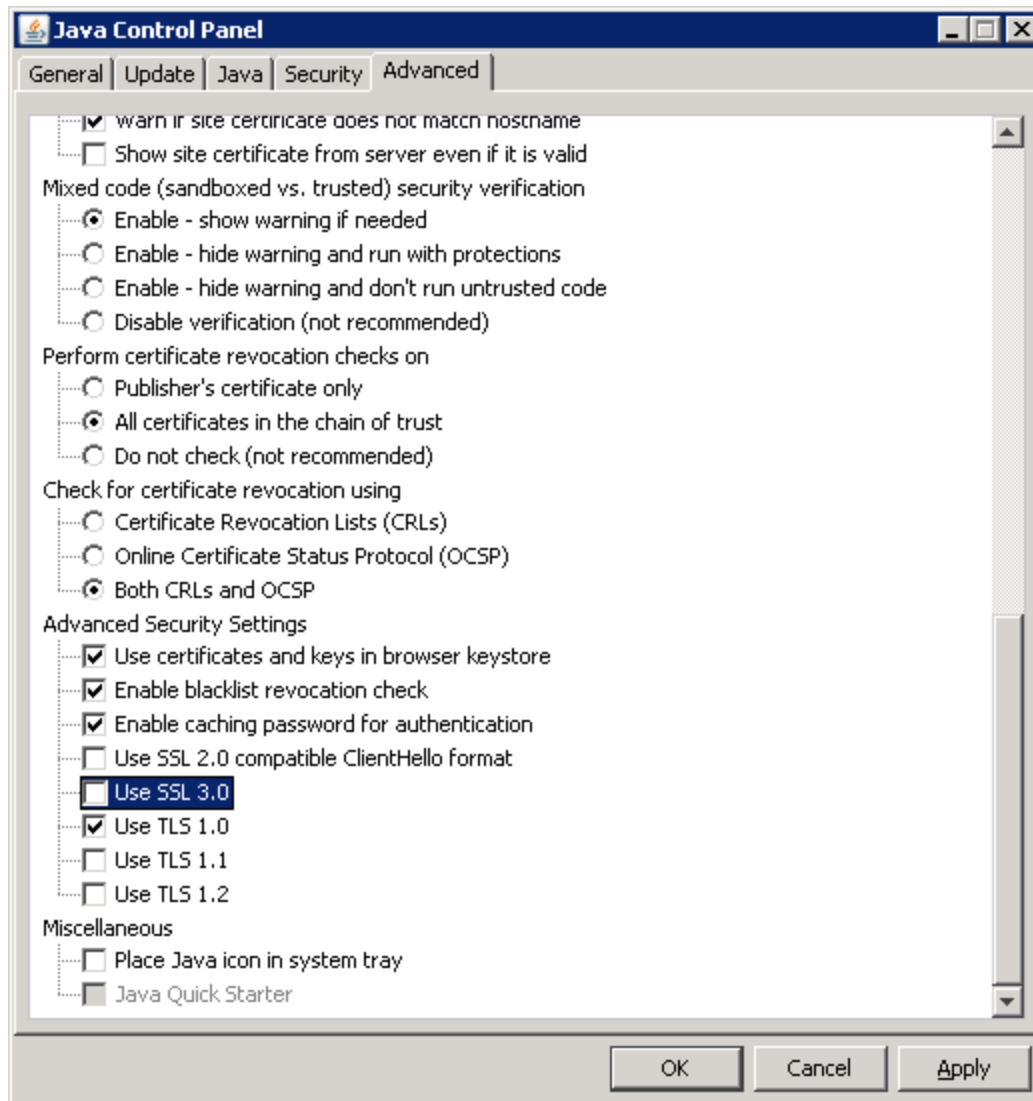 Java Control Panel
General Update Java Security Advanced
Warn if site certificate does not match hostname
Show site certificate from server even if it is valid
Mixed code (sandboxed vs. trusted) security verification
Enable - show warning if needed
Enable - hide warning and run with protections
Enable - hide warning and don't run untrusted code
Disable verification (not recommended)
Perform certificate revocation checks on
Publisher's certificate only
All certificates in the chain of trust
Do not check (not recommended)
Check for certificate revocation using
Certificate Revocation Lists (CRLs)
Online Certificate Status Protocol (OCSP)
Both CRLs and OCSP
Advanced Security Settings
Use certificates and keys in browser keystore
Enable blacklist revocation check
Enable caching password for authentication
Use SSL 2.0 compatible ClientHello format
Use SSL 3.0
Use TLS 1.0
Use TLS 1.1
Use TLS 1.2
Miscellaneous
Place Java icon in system tray
Java Quick Starter
OK Cancel Apply